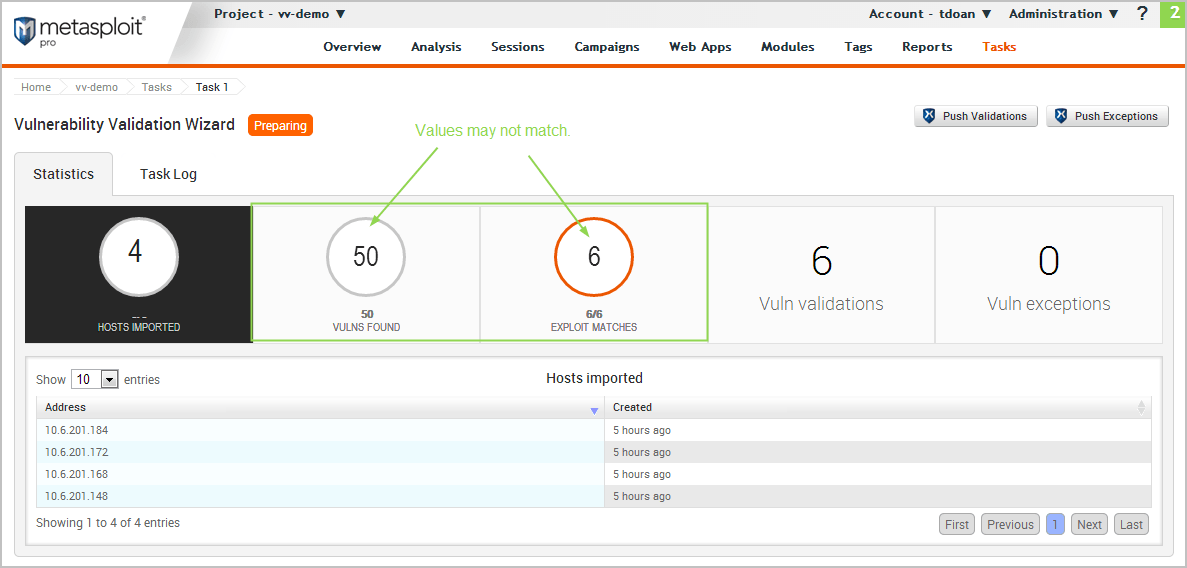 metasploit®
pro
Project - vv-demo ▼
Account - tdoan ▼ Administration ▼ ? 2
Overview Analysis Sessions Campaigns Web Apps Modules Tags Reports Tasks
Home vv-demo Tasks Task 1
Vulnerability Validation Wizard Preparing
Push Validations Push Exceptions
Values may not match.
Statistics Task Log
4
HOSTS IMPORTED
50
50
VULNS FOUND
6
6/6
EXPLOIT MATCHES
6
Vuln validations
0
Vuln exceptions
Show 10 entries
Hosts imported
Address Created
10.6.201.184 5 hours ago
10.6.201.172 5 hours ago
10.6.201.168 5 hours ago
10.6.201.148 5 hours ago
Showing 1 to 4 of 4 entries
First Previous 1 Next Last